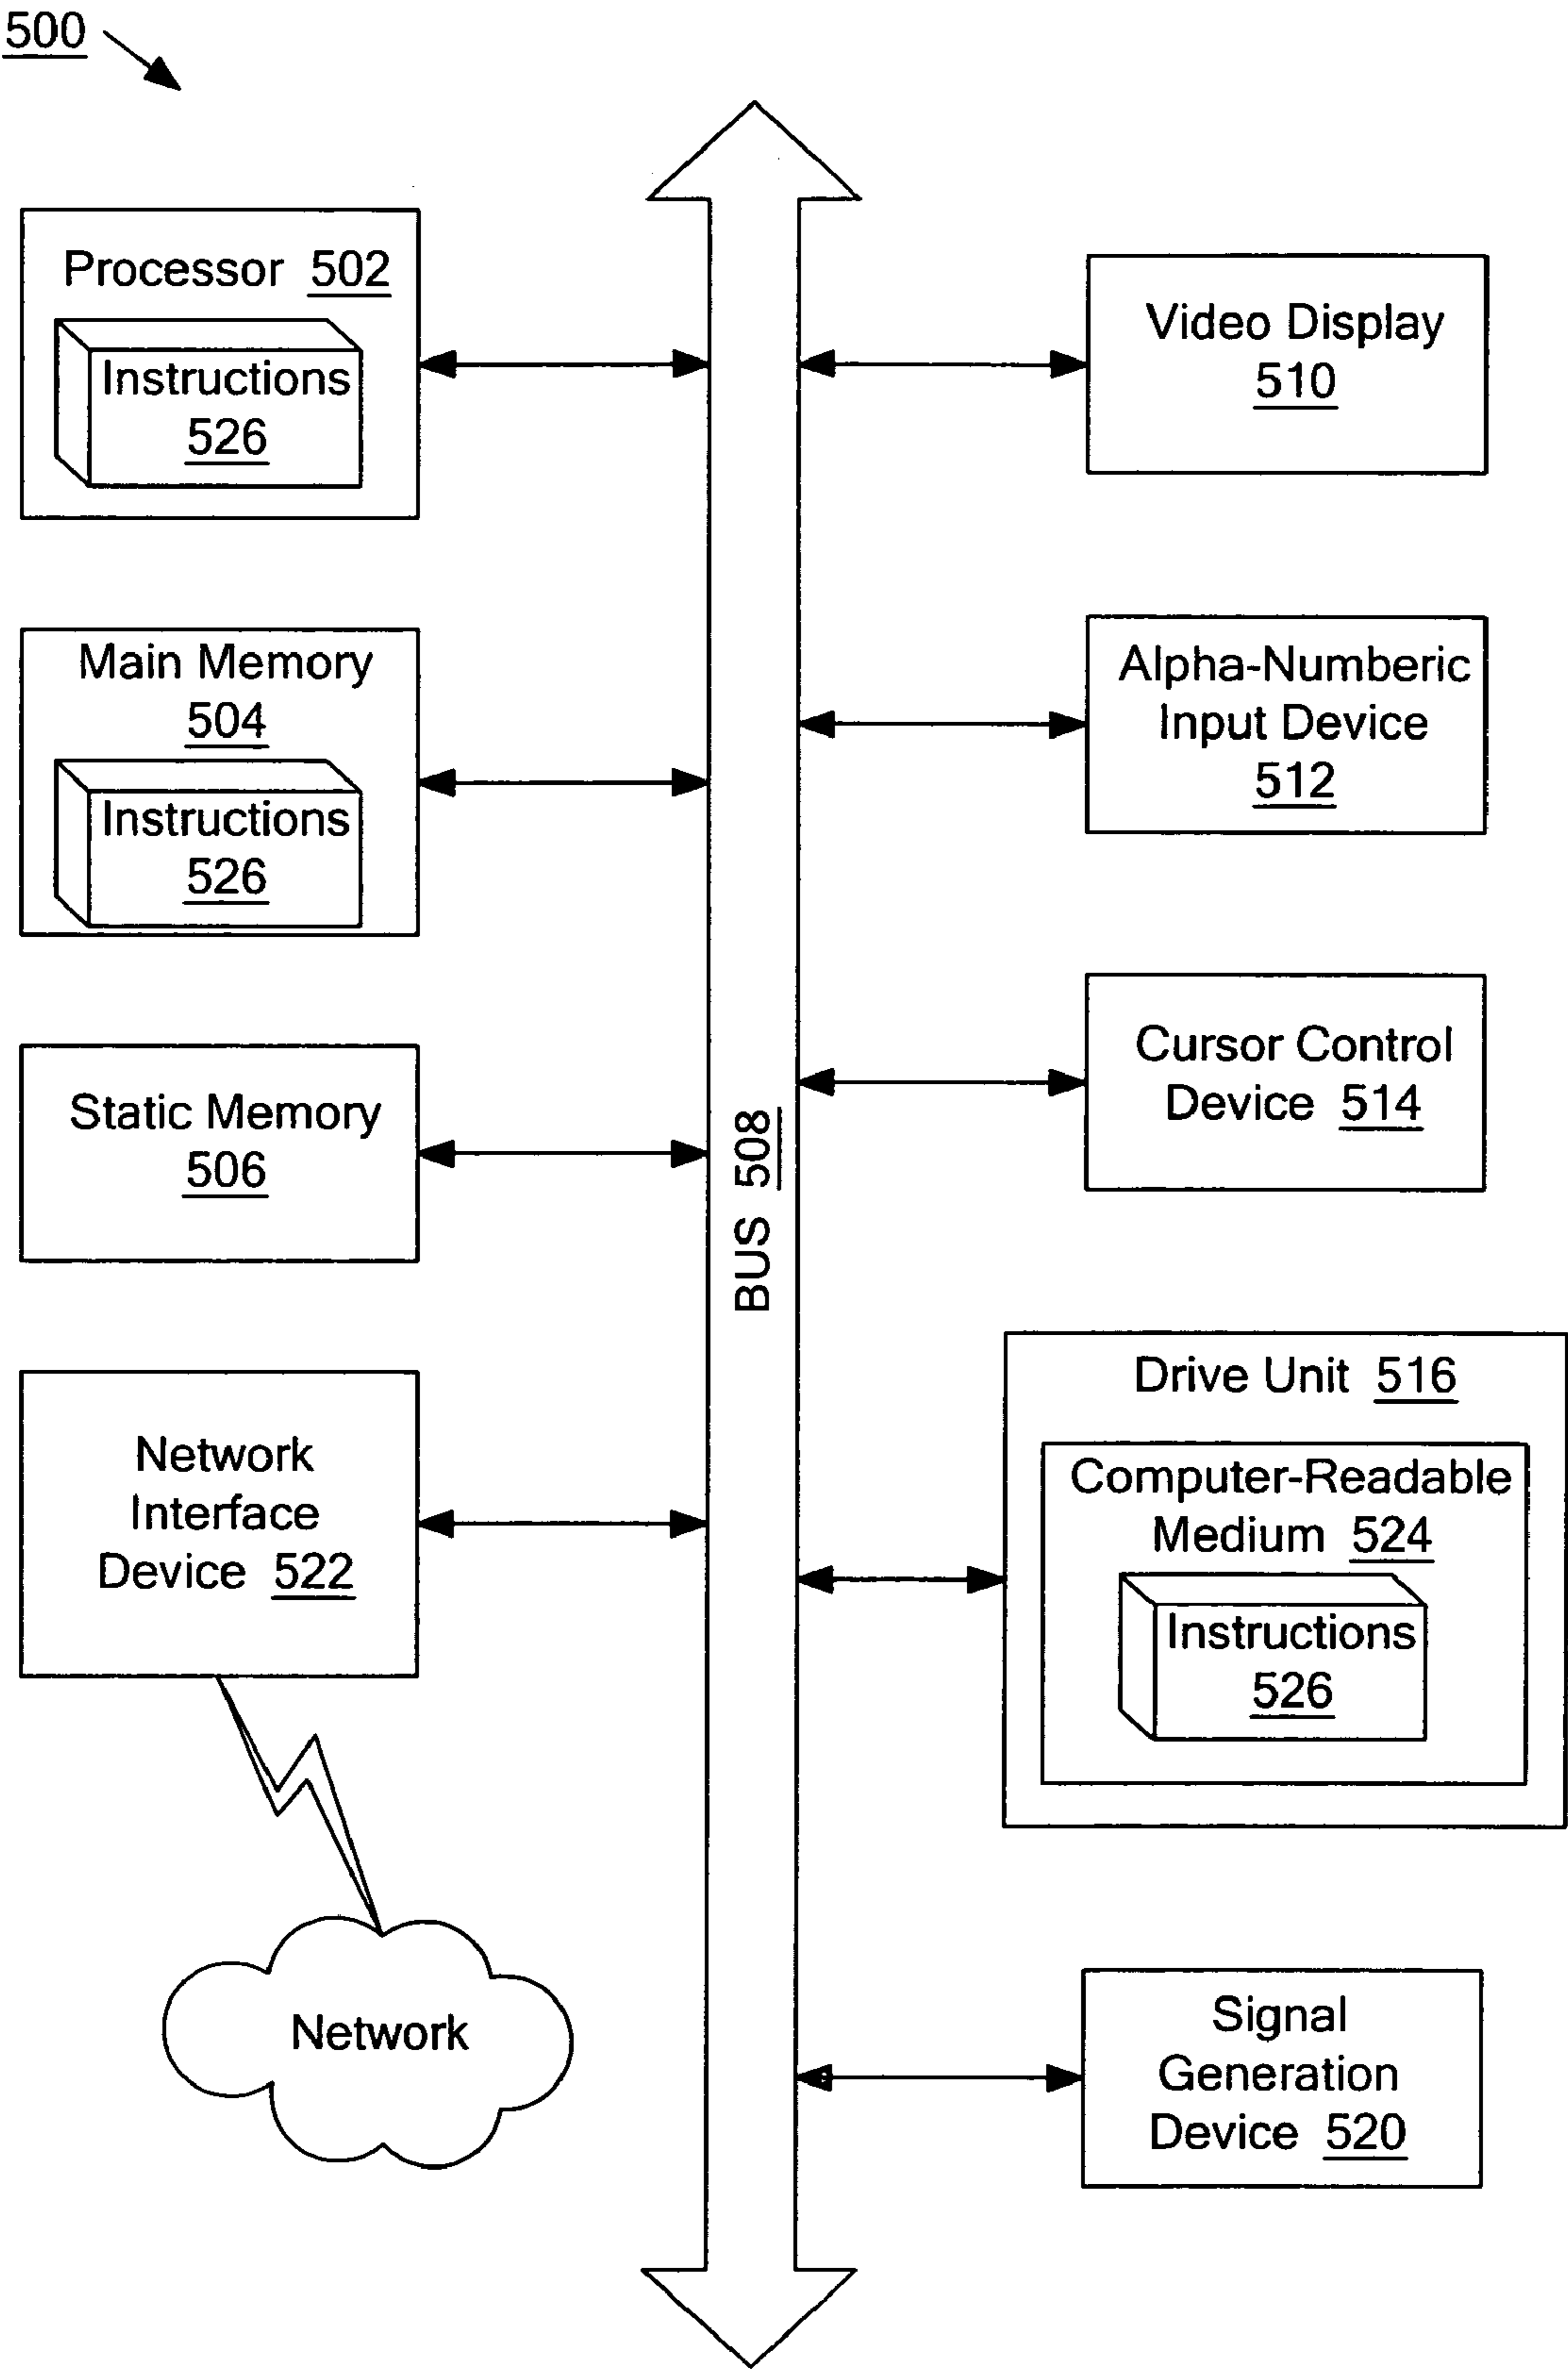 500
Processor 502
Instructions
526
Main Memory
504
Instructions
526
Static Memory
506
Network
Interface
Device 522
Network
BUS 508
Video Display
510
Alpha-Numberic
Input Device
512
Cursor Control
Device 514
Drive Unit 516
Computer-Readable
Medium 524
Instructions
526
Signal
Generation
Device 520